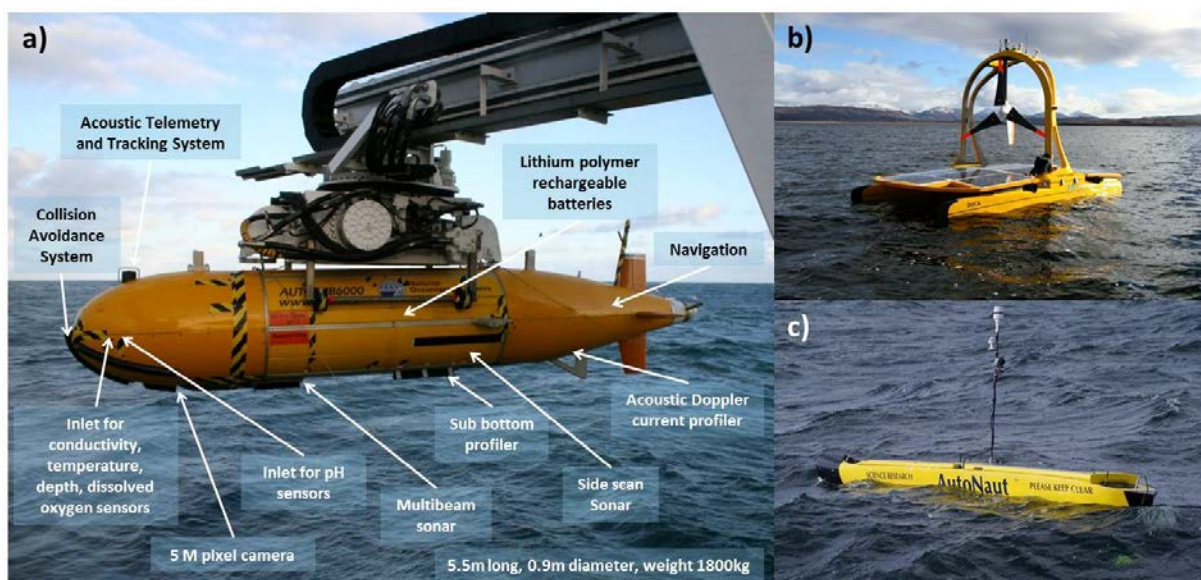 a)
Acoustic Telemetry
and Tracking System
Collision
Avoidance
System
Lithium polymer
rechargeable
batteries
Navigation
Inlet for
conductivity,
temperature,
depth, dissolved
oxygen sensors
Inlet for pH
sensors
5 M pixel camera
Multibeam
sonar
Sub bottom
profiler
Side scan
Sonar
Acoustic Doppler
current profiler
5.5m long, 0.9m diameter, weight 1800kg
b)
c)
SCIENCE RESEARCH
AutoNaut
PLEASE KEEP CLEAR